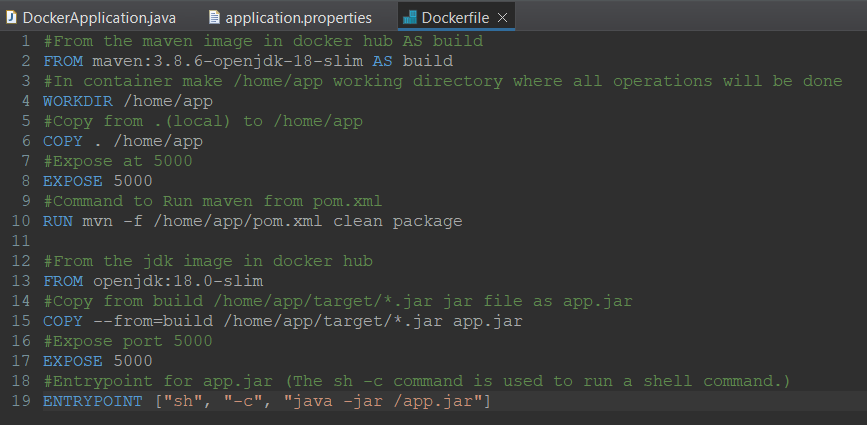 DockerApplication.java application.properties Dockerfile
1 #From the maven image in docker hub AS build
2 FROM maven:3.8.6-openjdk-18-slim AS build
3 #In container make /home/app working directory where all operations will be done
4 WORKDIR /home/app
5 #Copy from .(local) to /home/app
6 COPY . /home/app
7 #Expose at 5000
8 EXPOSE 5000
9 #Command to Run maven from pom.xml
10 RUN mvn -f /home/app/pom.xml clean package
11
12 #From the jdk image in docker hub
13 FROM openjdk:18.0-slim
14 #Copy from build /home/app/target/*.jar jar file as app.jar
15 COPY --from=build /home/app/target/*.jar app.jar
16 #Expose port 5000
17 EXPOSE 5000
18 #Entrypoint for app.jar (The sh -c command is used to run a shell command.)
19 ENTRYPOINT ["sh", "-c", "java -jar /app.jar"]